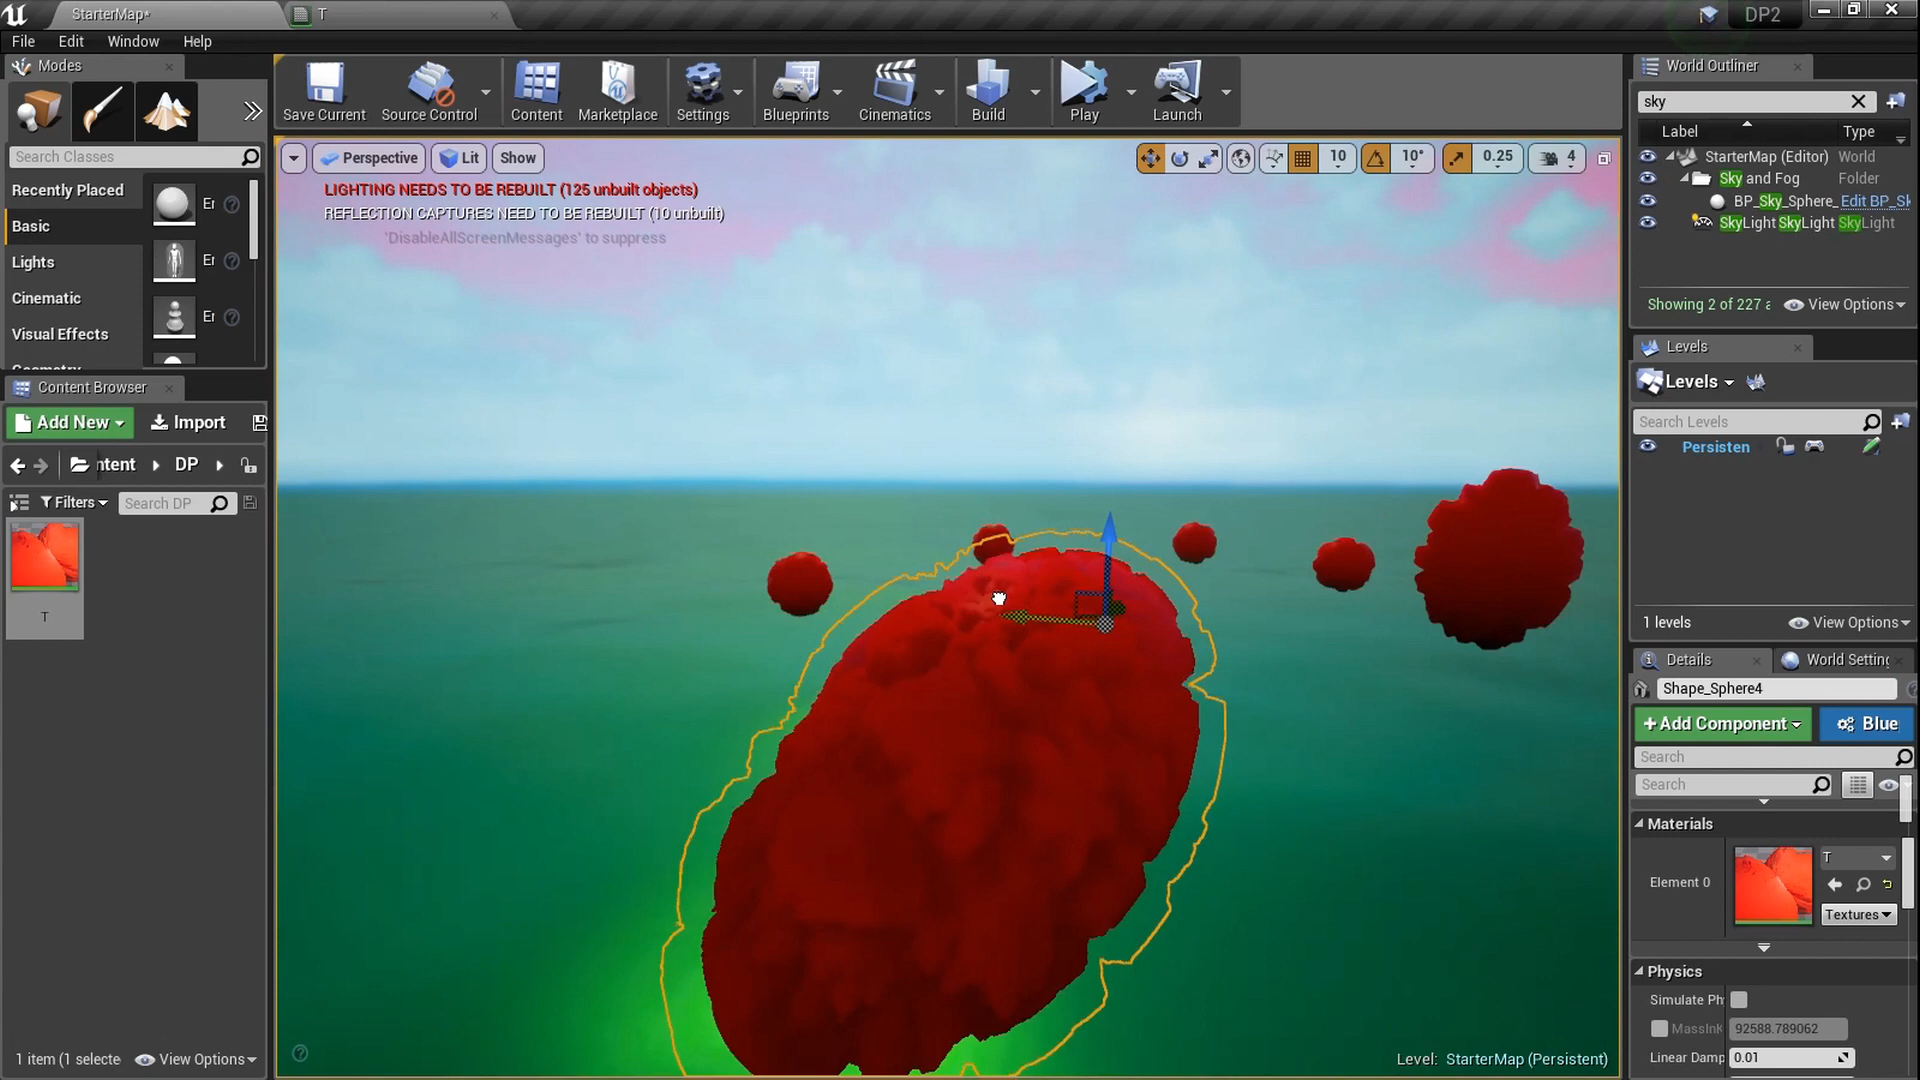 StarterMap*
T
DP2
File Edit Window Help
Modes
Search Classes
Recently Placed
Basic
Lights
Cinematic
Visual Effects
Er
Er
Er
Content Browser
Add New
Import
ntent
DP
Filters
Search DP
T
1 item (1 selecte
View Options
Save Current
Source Control
Content
Marketplace
Settings
Blueprints
Cinematics
Build
Play
Launch
Perspective
Lit
Show
10
10°
0.25
4
LIGHTING NEEDS TO BE REBUILT (125 unbuilt objects)
REFLECTION CAPTURES NEED TO BE REBUILT (10 unbuilt)
'DisableAllScreenMessages' to suppress
Level: StarterMap (Persistent)
World Outliner
sky
Label
Type
StarterMap (Editor) World
Sky and Fog Folder
BP_Sky_Sphere_ Edit BP_Sk
SkyLight SkyLight SkyLight
Showing 2 of 227 a
View Options
Levels
Levels
Search Levels
Persisten
1 levels
View Options
Details
World Setting
Shape_Sphere4
+Add Component
Blue
Search
Search
Materials
Element 0
T
Textures
Physics
Simulate Ph
MassInK
92588.789062
Linear Damp
0.01